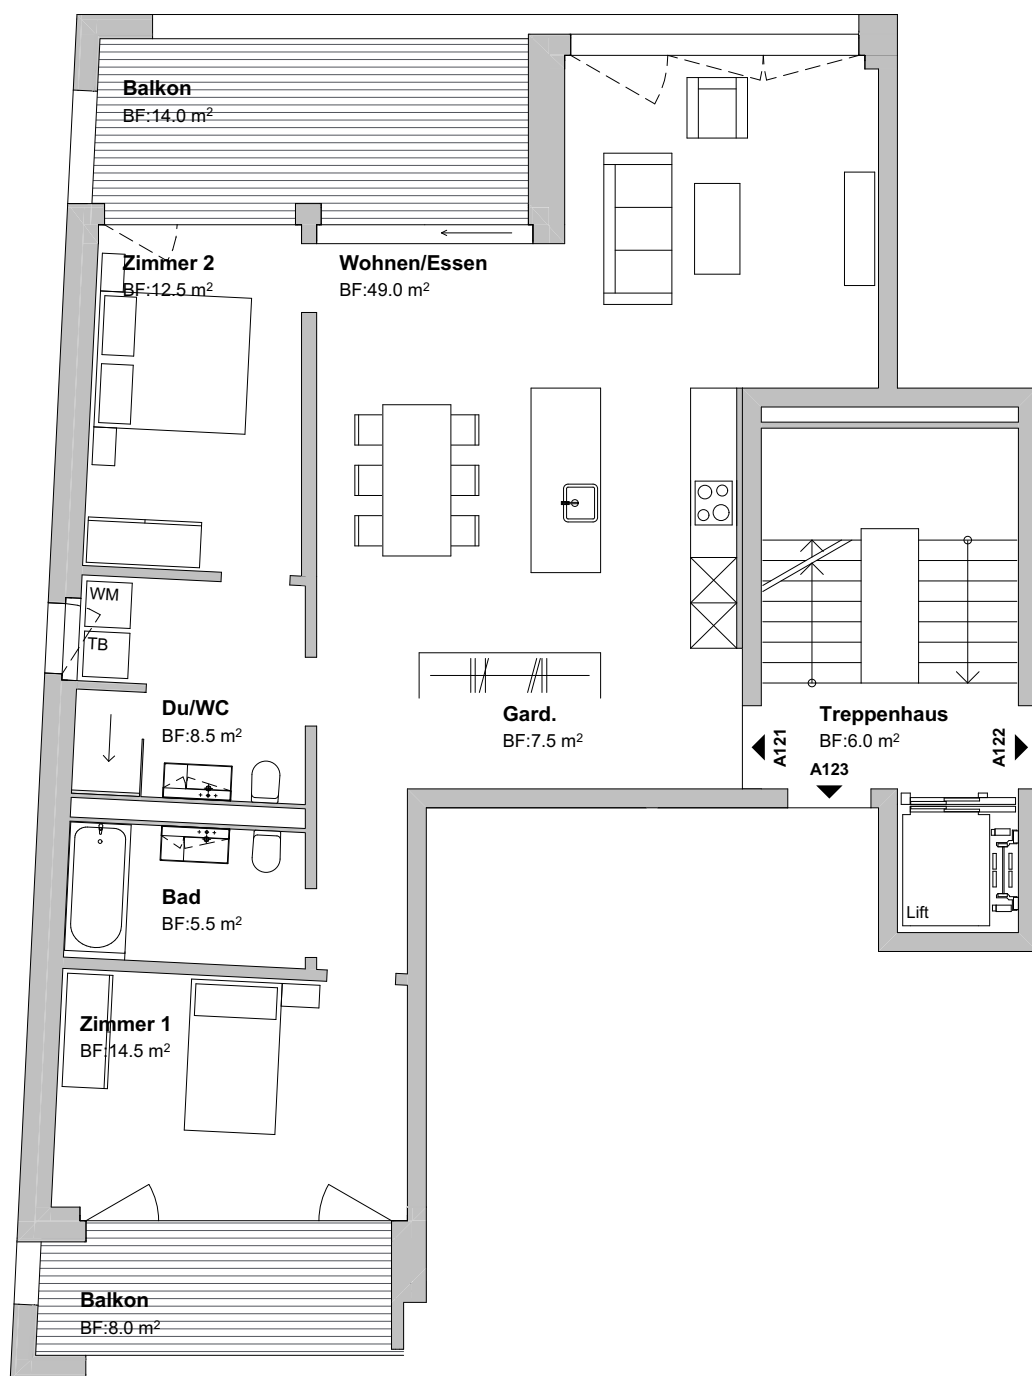 Balkon
BF:14.0 m²
Zimmer 2
BF:12.5 m²
Wohnen/Essen
BF:49.0 m²
WM
TB
Du/WC
BF:8.5 m²
Gard.
BF:7.5 m²
Treppenhaus
BF:6.0 m²
A121
A123
A122
Bad
BF:5.5 m²
Lift
Zimmer 1
BF:14.5 m²
Balkon
BF:8.0 m²